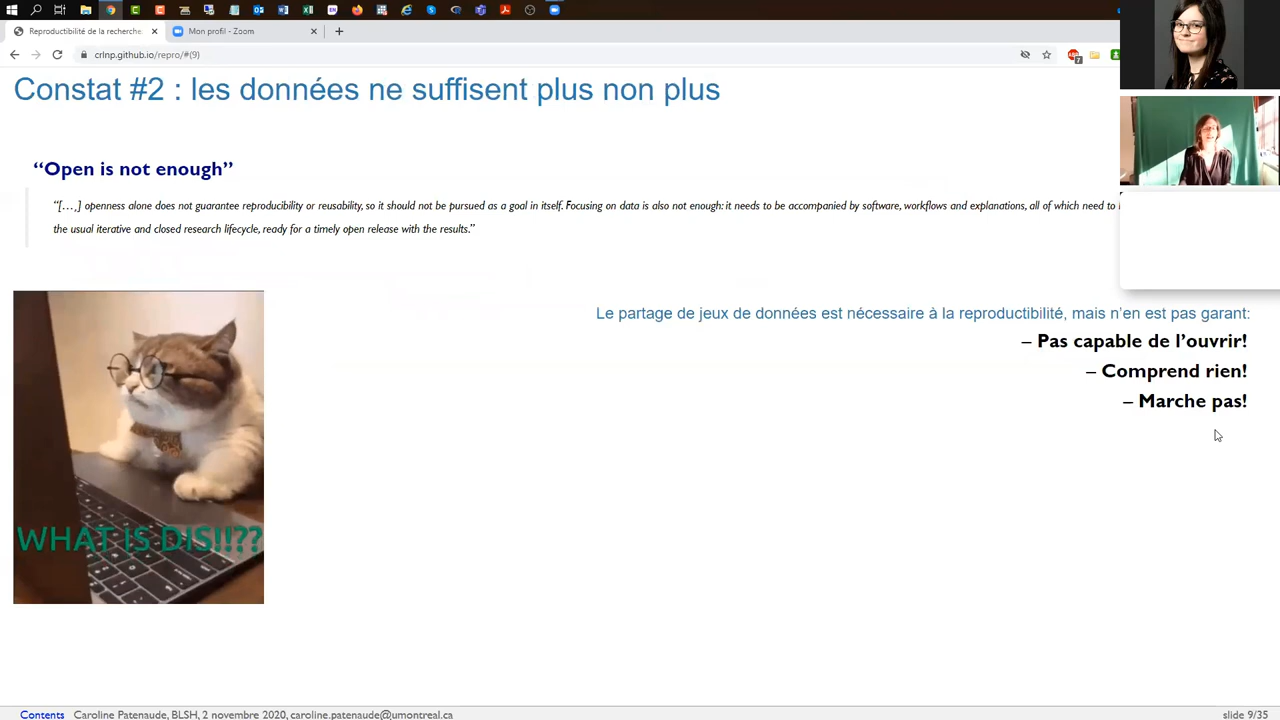 Reproductibilité de la recherche
Mon profil - Zoom
crlnp.github.io/repro/#(9)
Constat #2 : les données ne suffisent plus non plus
“Open is not enough”
“[…,] openness alone does not guarantee reproducibility or reusability, so it should not be pursued as a goal in itself. Focusing on data is also not enough: it needs to be accompanied by software, workflows and explanations, all of which need to
the usual iterative and closed research lifecycle, ready for a timely open release with the results.”
Le partage de jeux de données est nécessaire à la reproductibilité, mais n’en est pas garant:
– Pas capable de l’ouvrir!
– Comprend rien!
– Marche pas!
WHAT IS DIS!!??
Contents Caroline Patenaude, BLSH, 2 novembre 2020, caroline.patenaude@umontreal.ca
slide 9/35